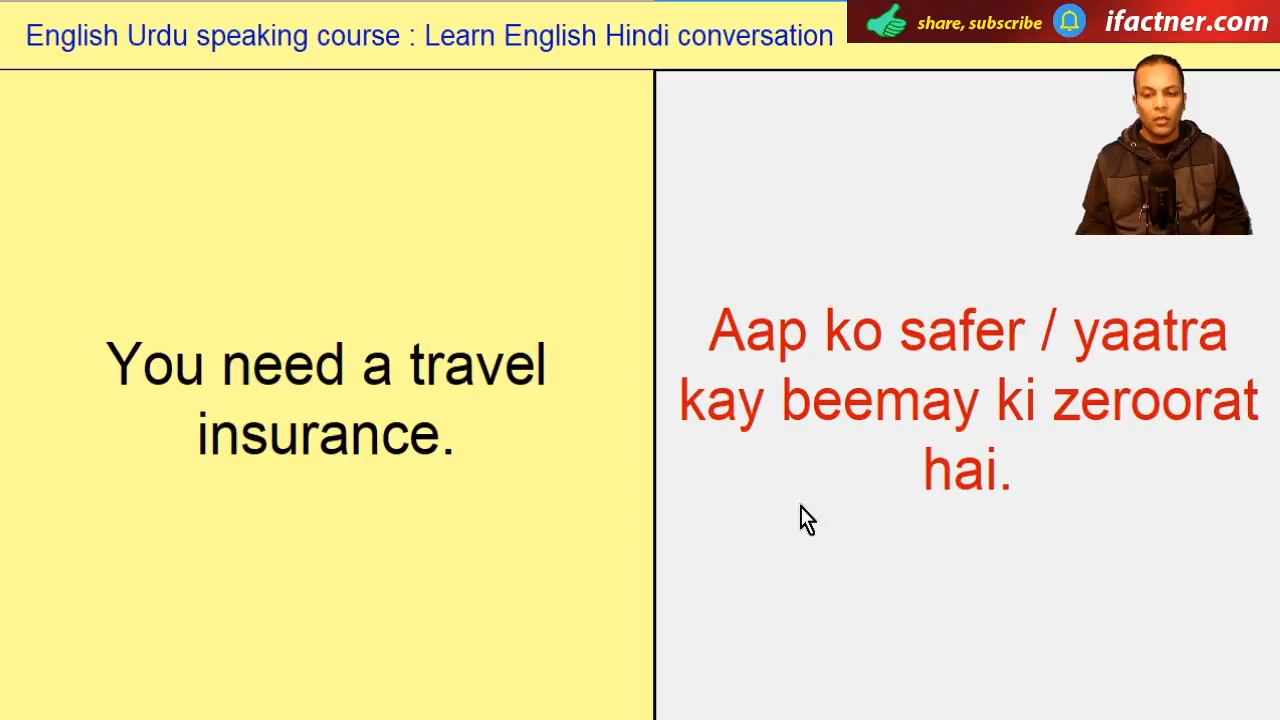 English Urdu speaking course : Learn English Hindi conversation
share, subscribe
ifactner.com
You need a travel
insurance.
Aap ko safer / yaatra
kay beemay ki zeroorat
hai.